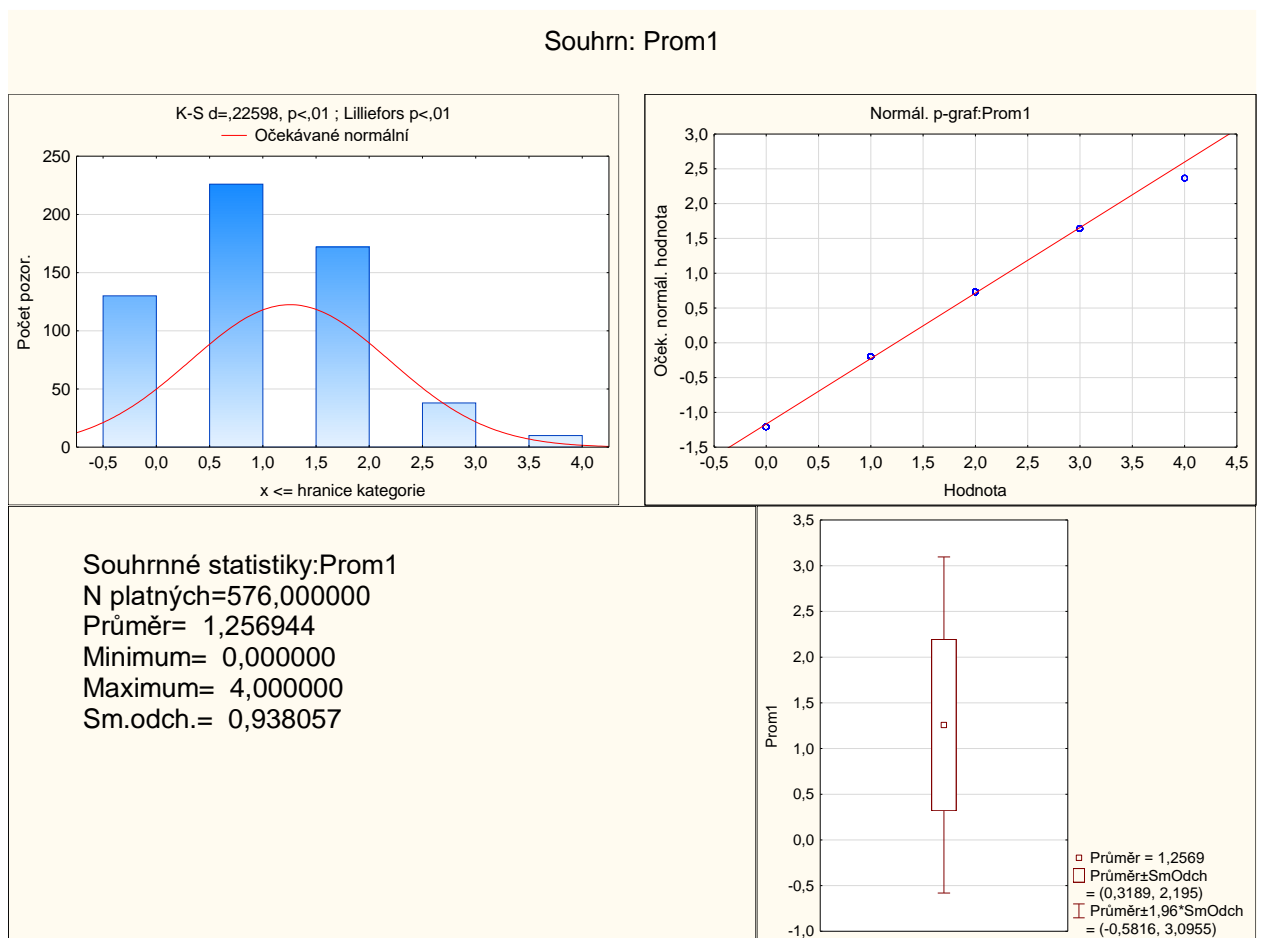 Souhrn: Prom1
K-S d=,22598, p<,01 ; Lilliefors p<,01
Očekávané normální
250
200
150
100
50
0
Počet pozor.
-0,5 0,0 0,5 1,0 1,5 2,0 2,5 3,0 3,5 4,0
x <= hranice kategorie
Normál. p-graf:Prom1
3,0
2,5
2,0
1,5
1,0
0,5
0,0
-0,5
-1,0
-1,5
Oček. normál. hodnota
-0,5 0,0 0,5 1,0 1,5 2,0 2,5 3,0 3,5 4,0 4,5
Hodnota
Souhrnné statistiky:Prom1
N platných=576,000000
Průměr= 1,256944
Minimum= 0,000000
Maximum= 4,000000
Sm.odch.= 0,938057
3,5
3,0
2,5
2,0
1,5
1,0
0,5
0,0
-0,5
-1,0
Prom1
Průměr = 1,2569
Průměr±SmOdch
= (0,3189, 2,195)
Průměr±1,96*SmOdch
= (-0,5816, 3,0955)